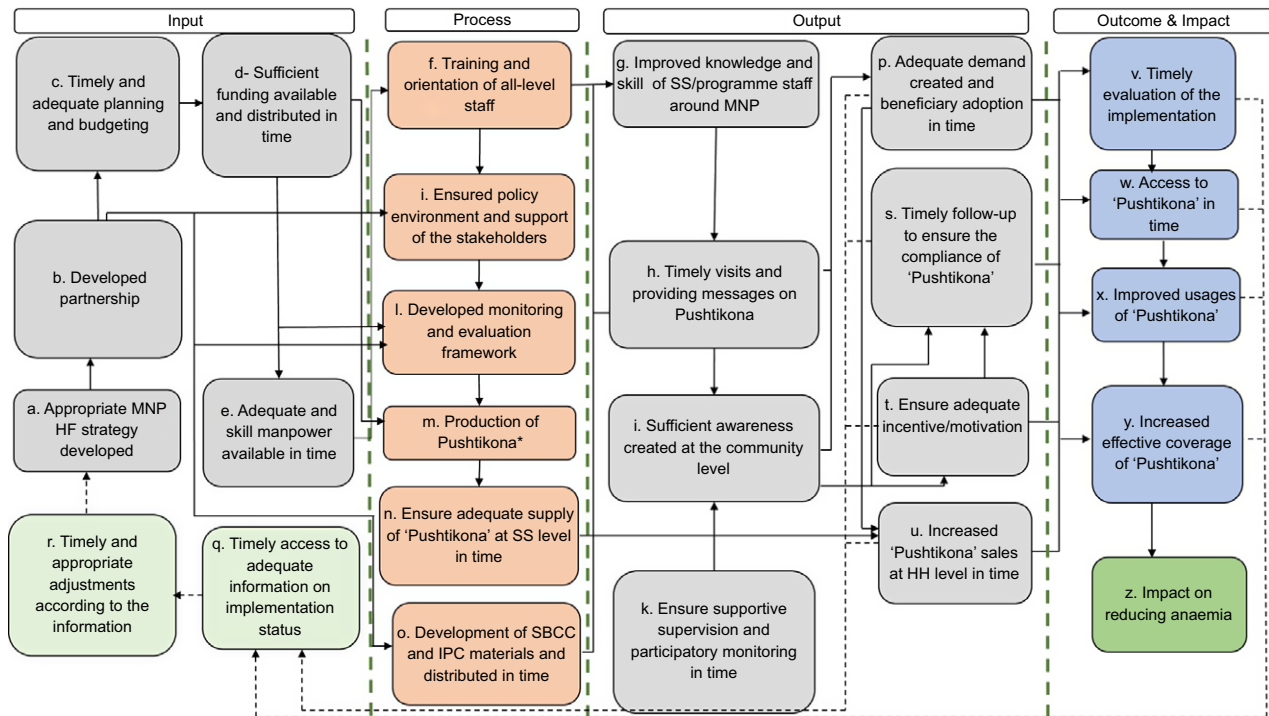 Input
Process
Output
Outcome & Impact
c. Timely and
adequate planning
and budgeting
d- Sufficient
funding available
and distributed in
time
b. Developed
partnership
a. Appropriate MNP
HF strategy
developed
e. Adequate and
skill manpower
available in time
r. Timely and
appropriate
adjustments
according to the
information
q. Timely access to
adequate
information on
implementation
status
f. Training and
orientation of all-level
staff
i. Ensured policy
environment and support
of the stakeholders
l. Developed monitoring
and evaluation
framework
m. Production of
Pushtikona*
n. Ensure adequate supply
of 'Pushtikona' at SS level
in time
o. Development of SBCC
and IPC materials and
distributed in time
g. Improved knowledge and
skill of SS/programme staff
around MNP
h. Timely visits and
providing messages on
Pushtikona
i. Sufficient awareness
created at the community
level
k. Ensure supportive
supervision and
participatory monitoring
in time
p. Adequate demand
created and
beneficiary adoption
in time
s. Timely follow-up
to ensure the
compliance of
'Pushtikona'
t. Ensure adequate
incentive/motivation
u. Increased
'Pushtikona' sales
at HH level in time
v. Timely
evaluation of the
implementation
w. Access to
'Pushtikona' in
time
x. Improved usages
of 'Pushtikona'
y. Increased
effective coverage
of 'Pushtikona'
z. Impact on
reducing anaemia